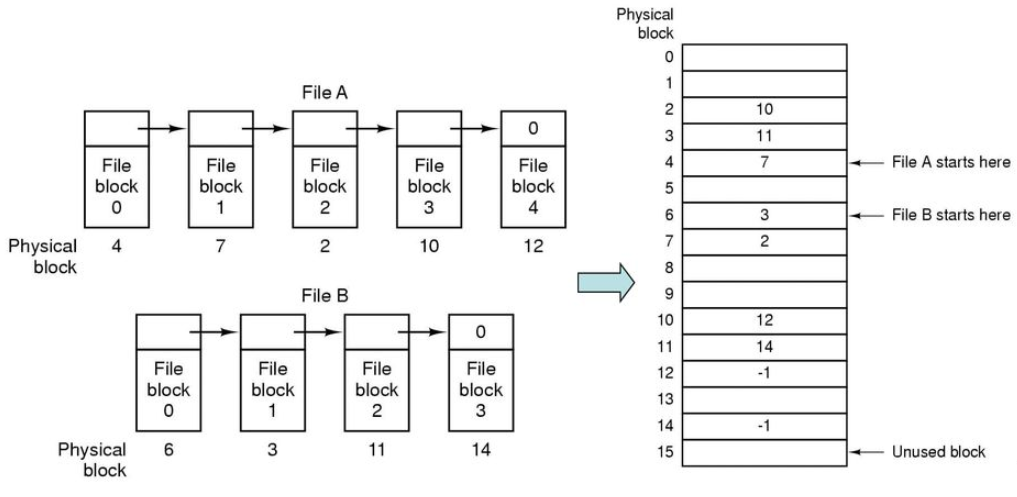 File A
0
File block 0
File block 1
File block 2
File block 3
File block 4
Physical block
4 7 2 10 12
File B
0
File block 0
File block 1
File block 2
File block 3
Physical block
6 3 11 14
Physical block
0
1
2 10
3 11
4 7 File A starts here
5
6 3 File B starts here
7 2
8
9
10 12
11 14
12 -1
13
14 -1
15 Unused block